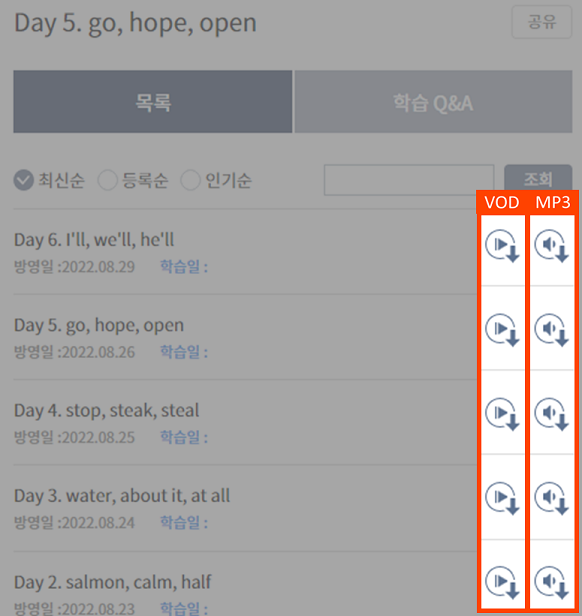 Day 5. go, hope, open
공유
목록
학습 Q&A
최신순 등록순 인기순
조회
VOD MP3
Day 6. I'll, we'll, he'll
방영일 :2022.08.29 학습일 :
Day 5. go, hope, open
방영일 :2022.08.26 학습일 :
Day 4. stop, steak, steal
방영일 :2022.08.25 학습일 :
Day 3. water, about it, at all
방영일 :2022.08.24 학습일 :
Day 2. salmon, calm, half
방영일 :2022.08.23 학습일 :